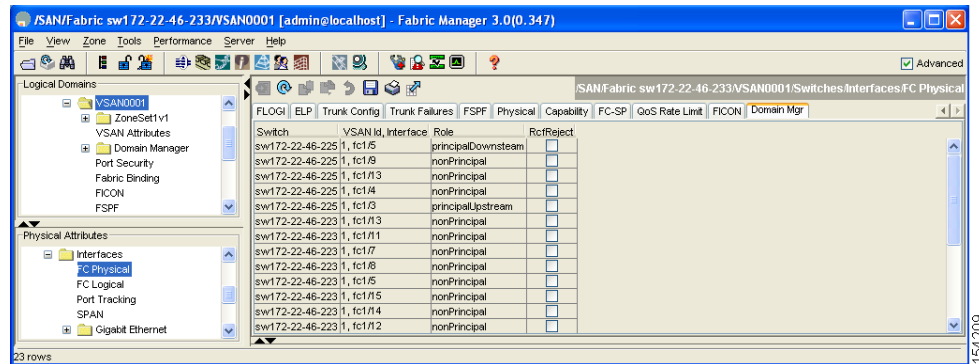 /SAN/Fabric sw172-22-46-233/VSAN0001 [admin@localhost] - Fabric Manager 3.0(0.347)
File View Zone Tools Performance Server Help
Advanced
Logical Domains
VSAN0001
ZoneSet1v1
VSAN Attributes
Domain Manager
Port Security
Fabric Binding
FICON
FSPF
Physical Attributes
Interfaces
FC Physical
FC Logical
Port Tracking
SPAN
Gigabit Ethernet
/SAN/Fabric sw172-22-46-233/VSAN0001/Switches/Interfaces/FC Physical
FLOGI ELP Trunk Config Trunk Failures FSPF Physical Capability FC-SP QoS Rate Limit FICON Domain Mgr
Switch VSAN Id, Interface Role RcfReject
sw172-22-46-225 1, fc1/5 principalDownsteam
sw172-22-46-225 1, fc1/9 nonPrincipal
sw172-22-46-225 1, fc1/13 nonPrincipal
sw172-22-46-225 1, fc1/4 nonPrincipal
sw172-22-46-225 1, fc1/3 principalUpstream
sw172-22-46-223 1, fc1/13 nonPrincipal
sw172-22-46-223 1, fc1/11 nonPrincipal
sw172-22-46-223 1, fc1/7 nonPrincipal
sw172-22-46-223 1, fc1/8 nonPrincipal
sw172-22-46-223 1, fc1/5 nonPrincipal
sw172-22-46-223 1, fc1/15 nonPrincipal
sw172-22-46-223 1, fc1/14 nonPrincipal
sw172-22-46-223 1, fc1/12 nonPrincipal
23 rows
154209